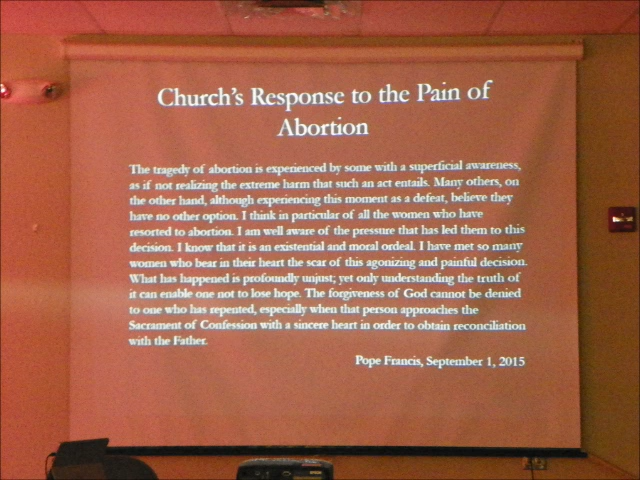 Church's Response to the Pain of
Abortion
The tragedy of abortion is experienced by some with a superficial awareness,
as if not realizing the extreme harm that such an act entails. Many others, on
the other hand, although experiencing this moment as a defeat, believe they
have no other option. I think in particular of all the women who have
resorted to abortion. I am well aware of the pressure that has led them to this
decision. I know that it is an existential and moral ordeal. I have met so many
women who bear in their heart the scar of this agonizing and painful decision.
What has happened is profoundly unjust; yet only understanding the truth of
it can enable one not to lose hope. The forgiveness of God cannot be denied
to one who has repented, especially when that person approaches the
Sacrament of Confession with a sincere heart in order to obtain reconciliation
with the Father.
Pope Francis, September 1, 2015